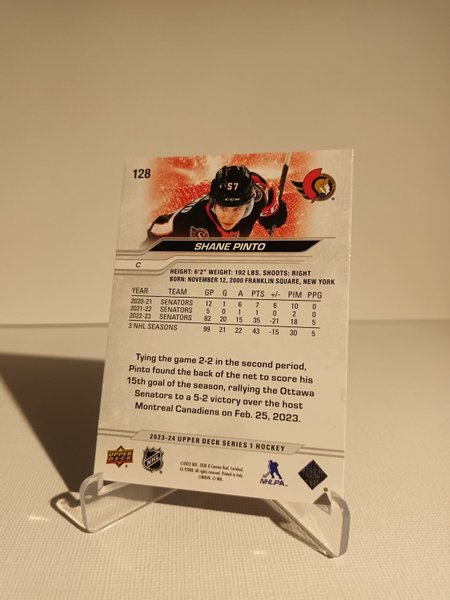 128
57
CCM
SHANE PINTO
C
HEIGHT: 6'2" WEIGHT: 192 LBS. SHOOTS: RIGHT
BORN: NOVEMBER 12, 2000 FRANKLIN SQUARE, NEW YORK
YEAR TEAM GP G A PTS +/- PIM PPG
2020-21 SENATORS 12 1 6 7 6 10 0
2021-22 SENATORS 5 0 1 1 0 2 0
2022-23 SENATORS 82 20 15 35 -21 18 5
3 NHL SEASONS 99 21 22 43 -15 30 5
Tying the game 2-2 in the second period,
Pinto found the back of the net to score his
15th goal of the season, rallying the Ottawa
Senators to a 5-2 victory over the host
Montreal Canadiens on Feb. 25, 2023.
2023-24 UPPER DECK SERIES 1 HOCKEY
UPPER DECK
NHL
NHLPA
All rights reserved. Printed in